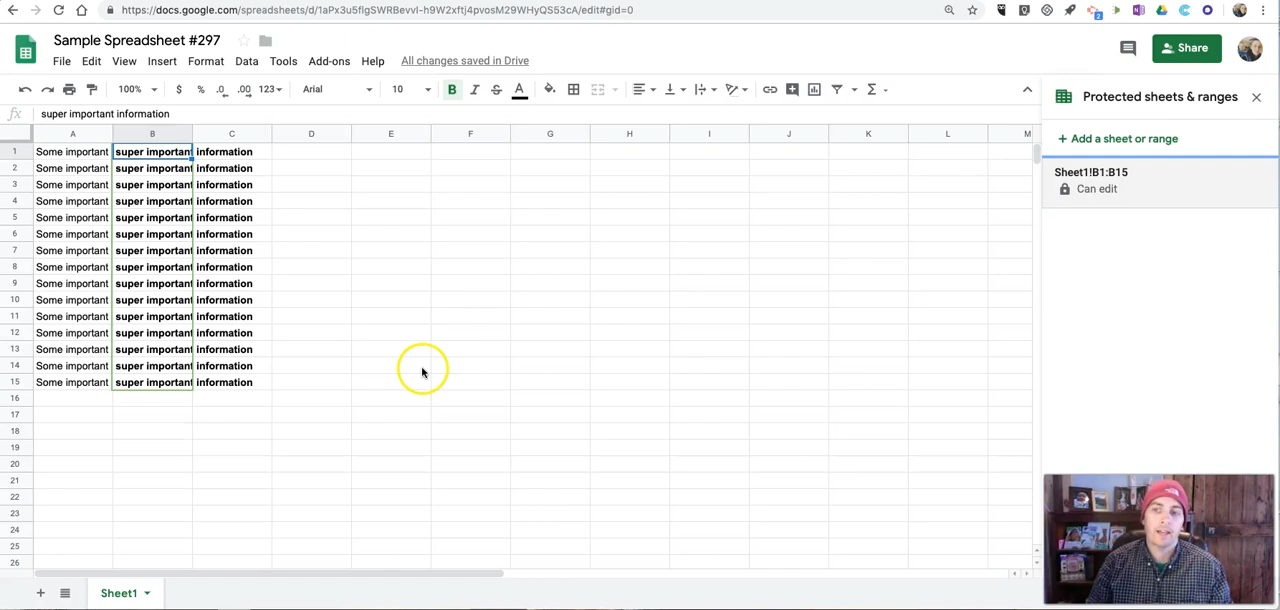 https://docs.google.com/spreadsheets/d/1aPx3u5flgSWRBevvI-h9W2xftj4pvosM29WHyQS53cA/edit#gid=0
Sample Spreadsheet #297
Share
File Edit View Insert Format Data Tools Add-ons Help All changes saved in Drive
100% $ % .0 .00 123 Arial 10 B I S A Σ
Protected sheets & ranges
fx super important information
+ Add a sheet or range
A B C D E F G H I J K L M
1 Some important super important information
2 Some important super important information
3 Some important super important information
4 Some important super important information
5 Some important super important information
6 Some important super important information
7 Some important super important information
8 Some important super important information
9 Some important super important information
10 Some important super important information
11 Some important super important information
12 Some important super important information
13 Some important super important information
14 Some important super important information
15 Some important super important information
16
17
18
19
20
21
22
23
24
25
26
Sheet1!B1:B15
Can edit
+ Sheet1